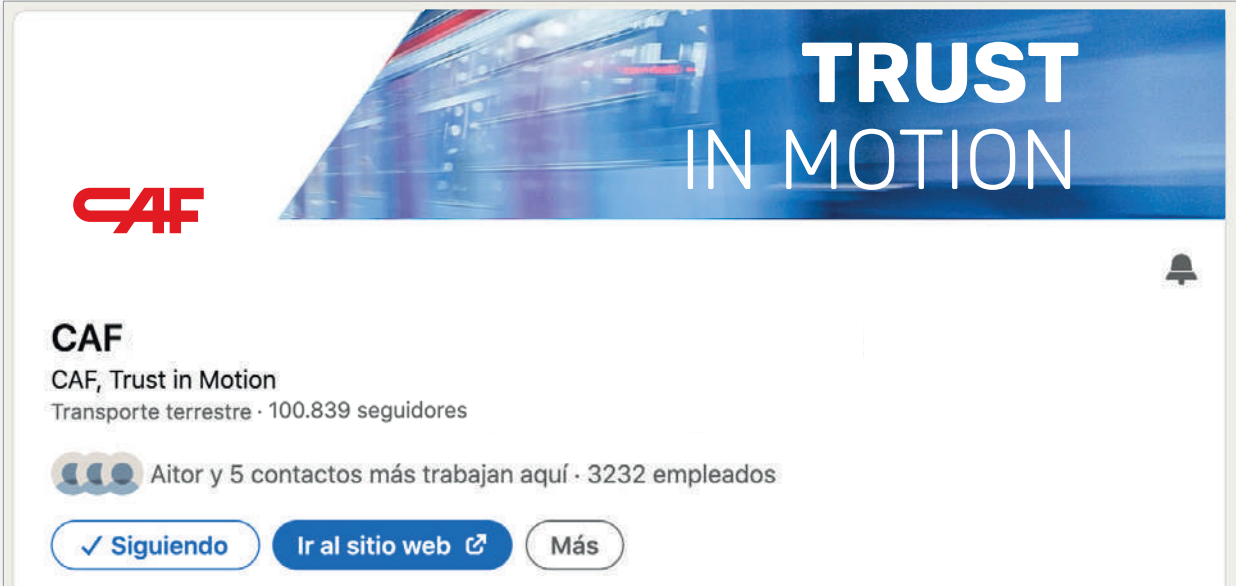 TRUST
IN MOTION
CAF
CAF
CAF, Trust in Motion
Transporte terrestre · 100.839 seguidores
Aitor y 5 contactos más trabajan aquí · 3232 empleados
✓ Siguiendo
Ir al sitio web
Más